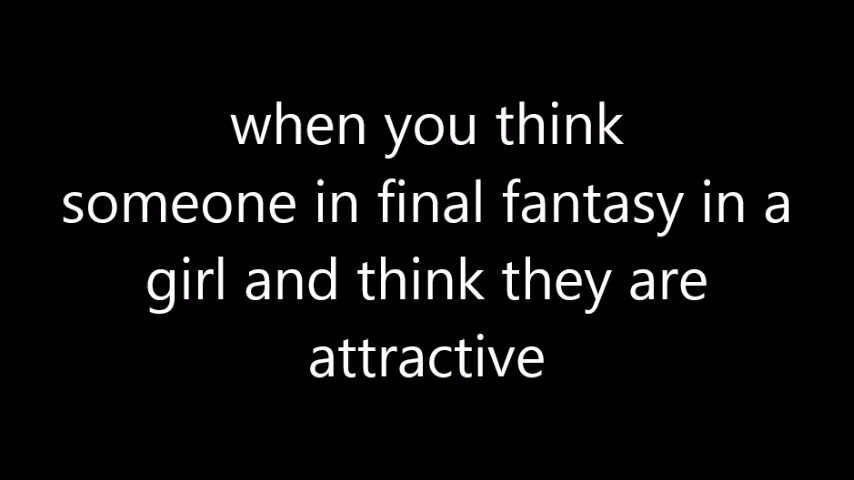 when you think
someone in final fantasy in a
girl and think they are
attractive